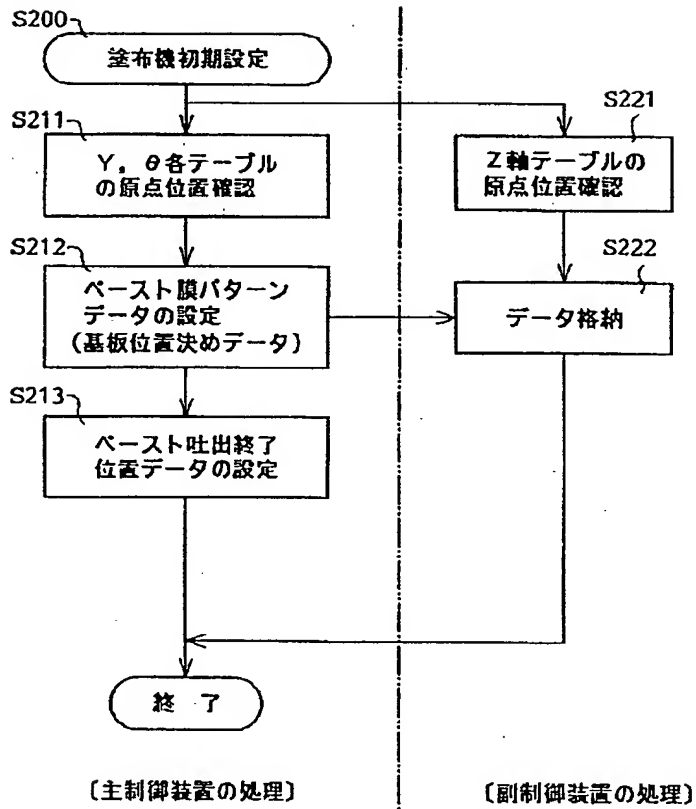 S200
塗布機初期設定
S211
Y，θ各テーブル
の原点位置確認
S221
Z軸テーブルの
原点位置確認
S212
ペースト膜パターン
データの設定
（基板位置決めデータ）
S222
データ格納
S213
ペースト吐出終了
位置データの設定
終 了
〔主制御装置の処理〕
〔副制御装置の処理〕